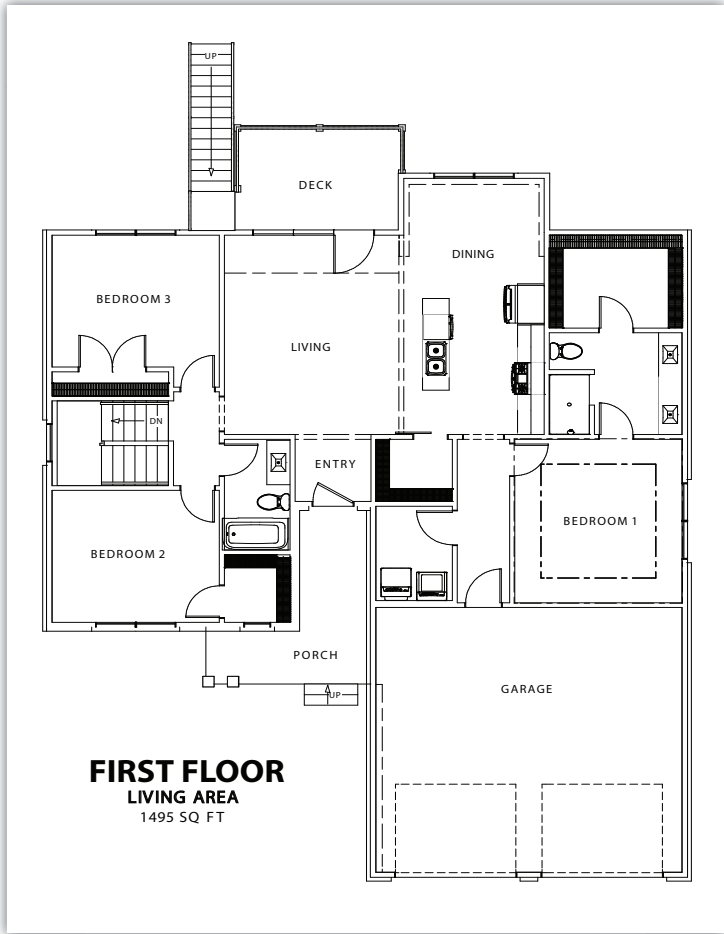 UP
DECK
DINING
BEDROOM 3
LIVING
DN
ENTRY
BEDROOM 1
BEDROOM 2
PORCH
GARAGE
UP
FIRST FLOOR
LIVING AREA
1495 SQ FT